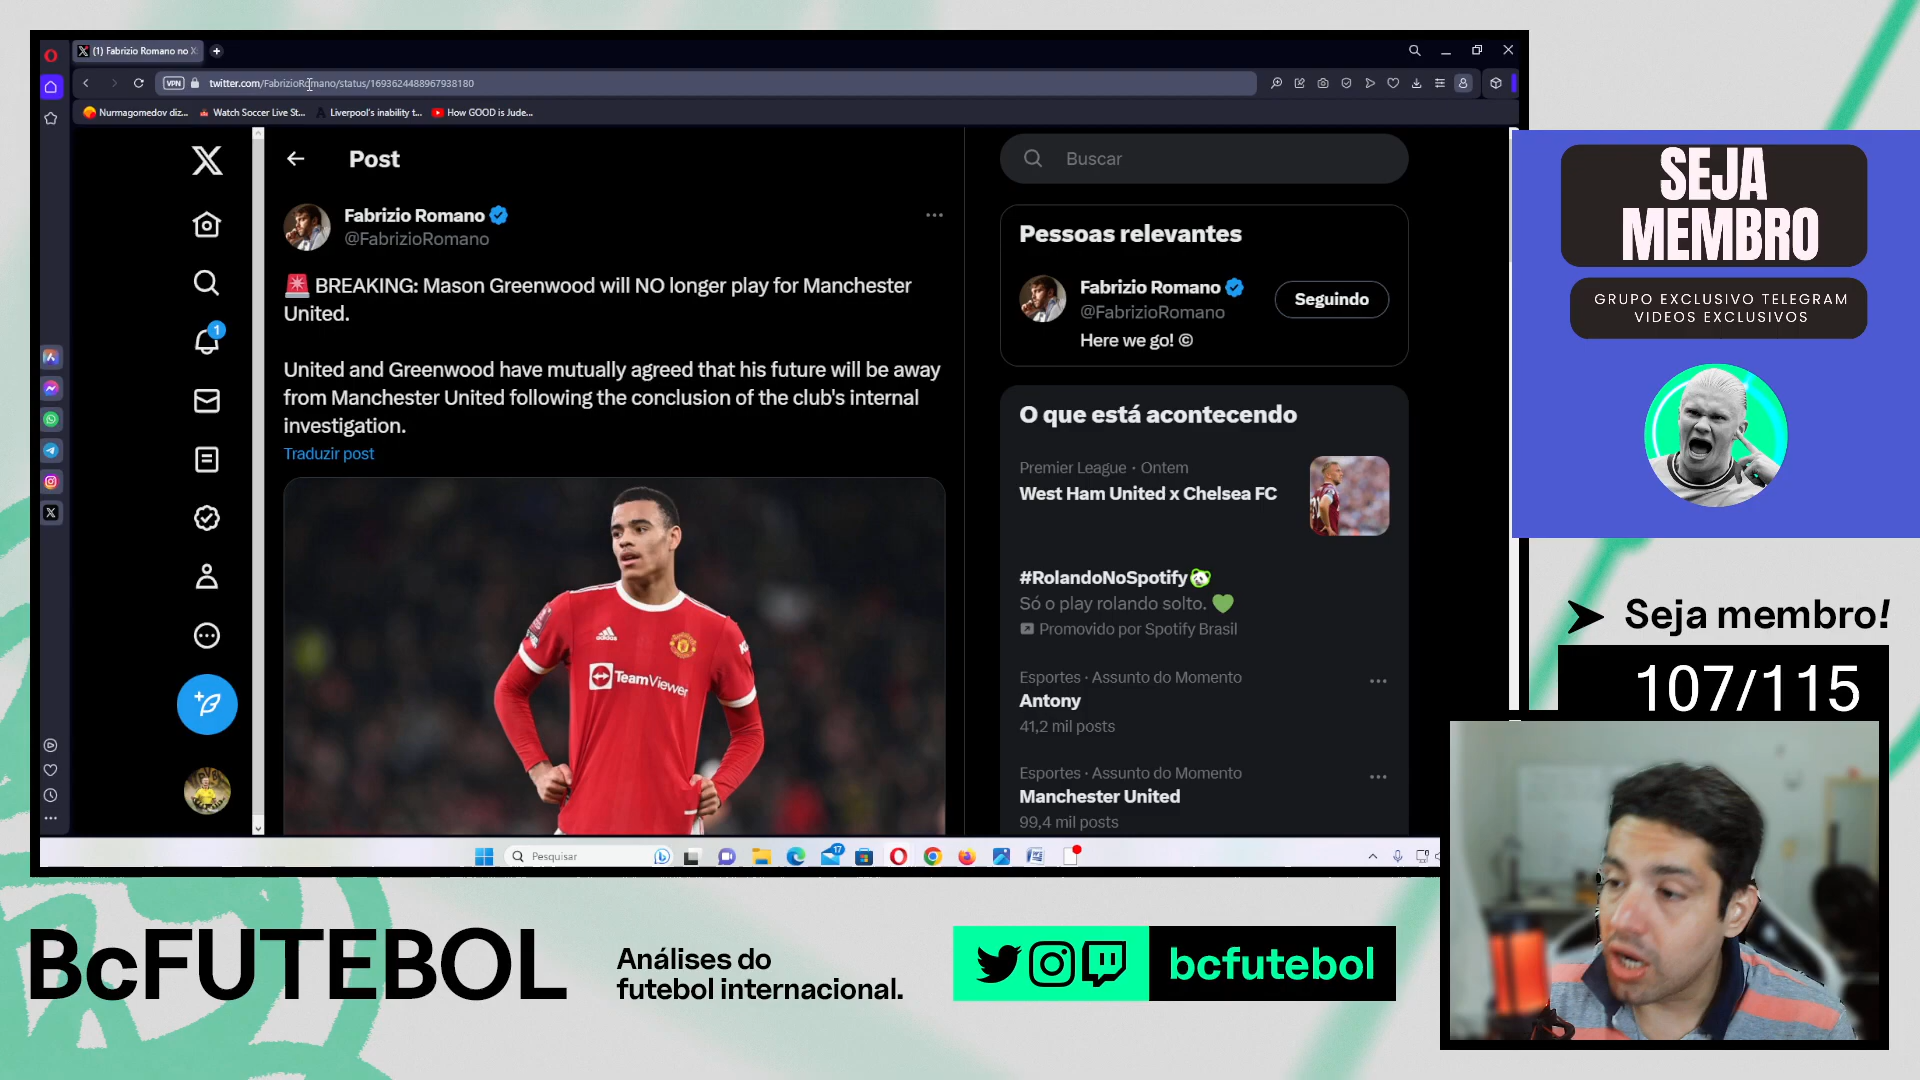 (1) Fabrizio Romano no X
VPN
twitter.com/FabrizioRomano/status/1693624488967938180
Nurmagomedov diz...
Watch Soccer Live St...
Liverpool's inability t...
How GOOD is Jude...
Post
Fabrizio Romano
@FabrizioRomano
🚨 BREAKING: Mason Greenwood will NO longer play for Manchester
United.
United and Greenwood have mutually agreed that his future will be away
from Manchester United following the conclusion of the club's internal
investigation.
Traduzir post
adidas
TeamViewer
1
Buscar
Pessoas relevantes
Fabrizio Romano
@FabrizioRomano
Seguindo
Here we go! ©
O que está acontecendo
Premier League · Ontem
West Ham United x Chelsea FC
#RolandoNoSpotify
Só o play rolando solto. 💚
Promovido por Spotify Brasil
Esportes · Assunto do Momento
Antony
41,2 mil posts
Esportes · Assunto do Momento
Manchester United
99,4 mil posts
Pesquisar
17
SEJA
MEMBRO
GRUPO EXCLUSIVO TELEGRAM
VIDEOS EXCLUSIVOS
Seja membro!
107/115
BcFUTEBOL
Análises do
futebol internacional.
bcfutebol